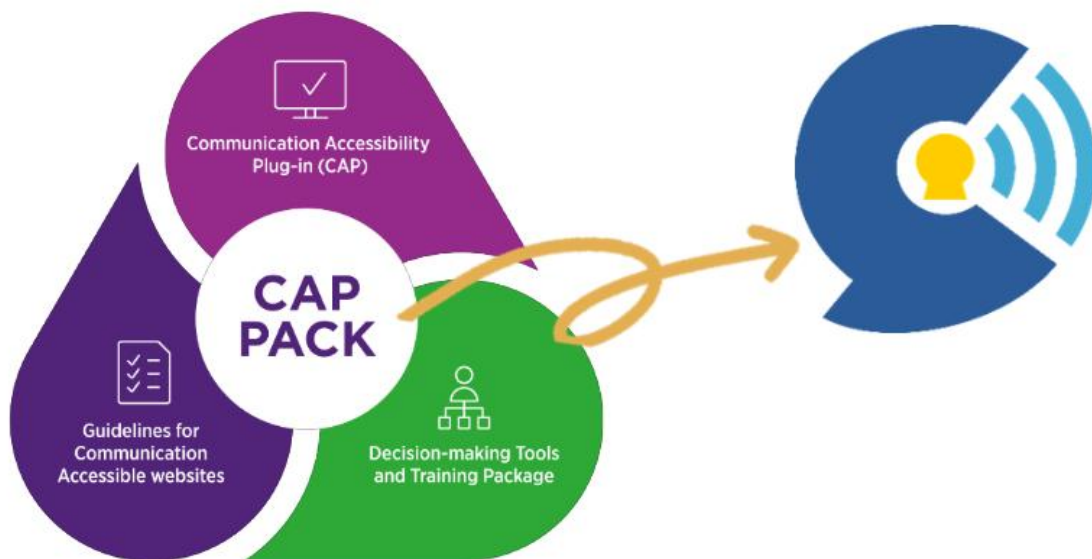 Communication Accessibility
Plug-in (CAP)
CAP
PACK
Guidelines for
Communication
Accessible websites
Decision-making Tools
and Training Package